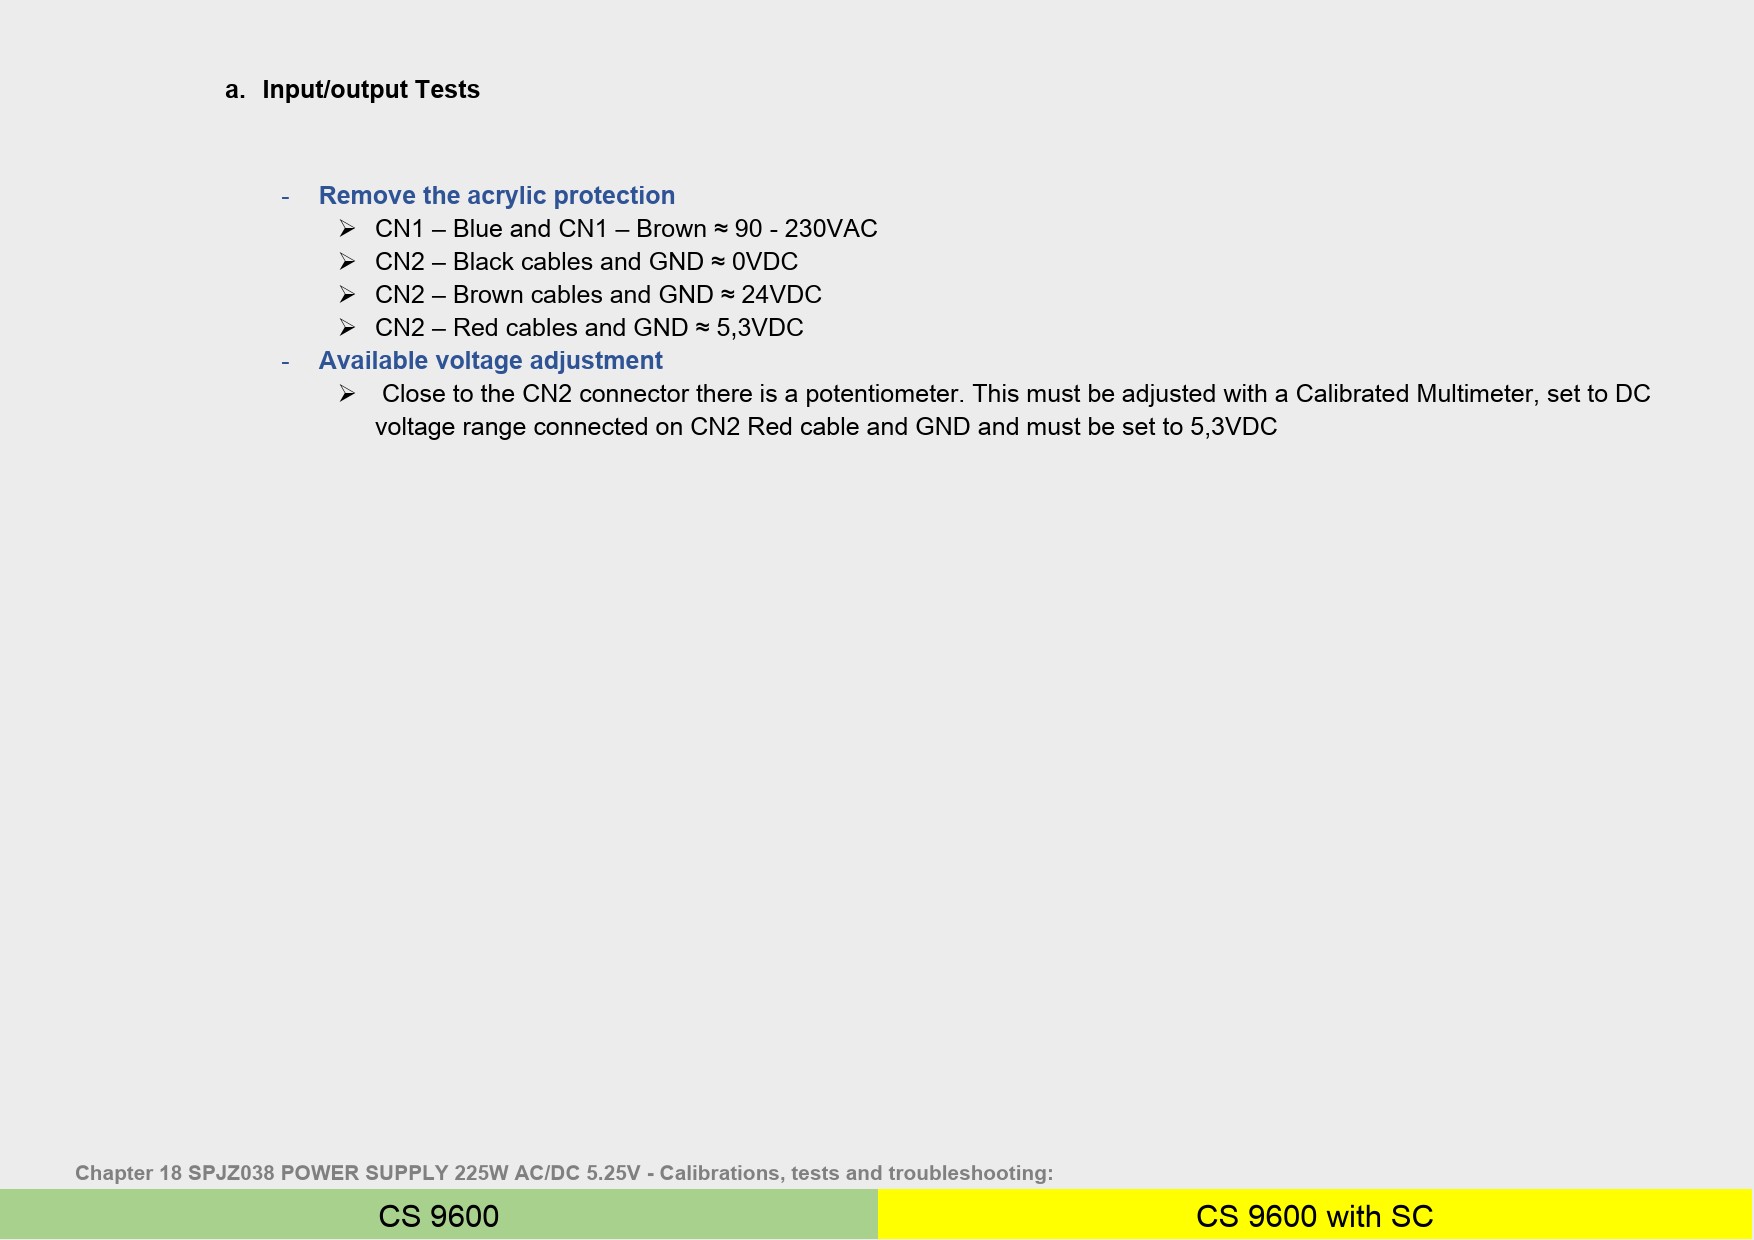 a. Input/output Tests
- Remove the acrylic protection
➢ CN1 – Blue and CN1 – Brown ≈ 90 - 230VAC
➢ CN2 – Black cables and GND ≈ 0VDC
➢ CN2 – Brown cables and GND ≈ 24VDC
➢ CN2 – Red cables and GND ≈ 5,3VDC
- Available voltage adjustment
➢ Close to the CN2 connector there is a potentiometer. This must be adjusted with a Calibrated Multimeter, set to DC
voltage range connected on CN2 Red cable and GND and must be set to 5,3VDC
Chapter 18 SPJZ038 POWER SUPPLY 225W AC/DC 5.25V - Calibrations, tests and troubleshooting:
CS 9600
CS 9600 with SC